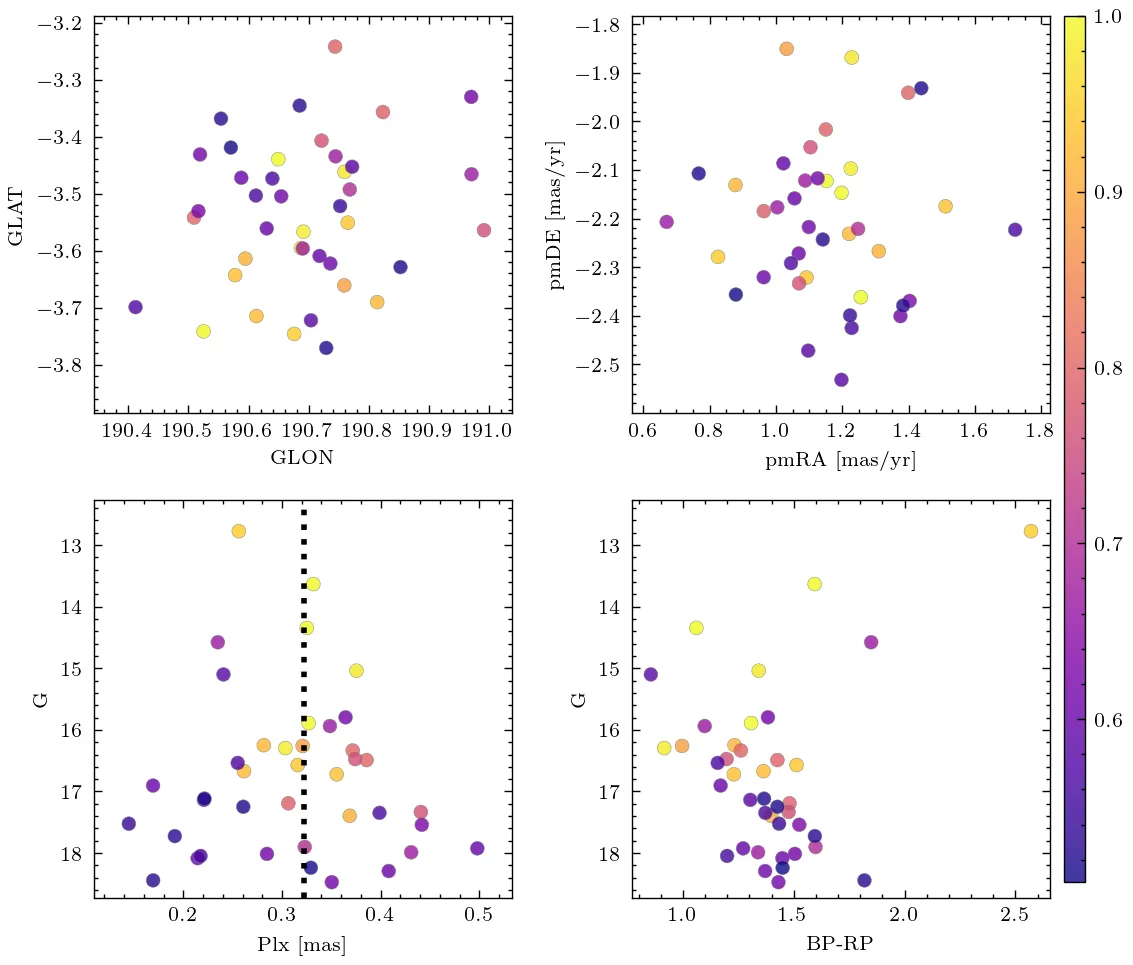 −3.2
−3.3
−3.4
−3.5
−3.6
−3.7
−3.8
GLAT
190.4 190.5 190.6 190.7 190.8 190.9 191.0
GLON
−1.8
−1.9
−2.0
−2.1
−2.2
−2.3
−2.4
−2.5
pmDE [mas/yr]
0.6 0.8 1.0 1.2 1.4 1.6 1.8
pmRA [mas/yr]
13
14
15
16
17
18
G
0.2 0.3 0.4 0.5
Plx [mas]
13
14
15
16
17
18
G
1.0 1.5 2.0 2.5
BP-RP
1.0
0.9
0.8
0.7
0.6